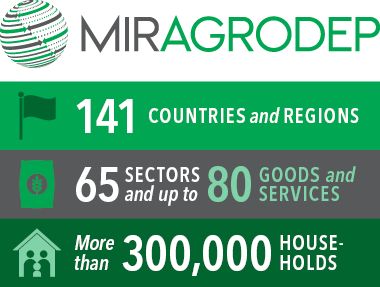 MIRAGRODEP
141 COUNTRIES and REGIONS
65 SECTORS and up to 80 GOODS and SERVICES
More than 300,000 HOUSE-HOLDS